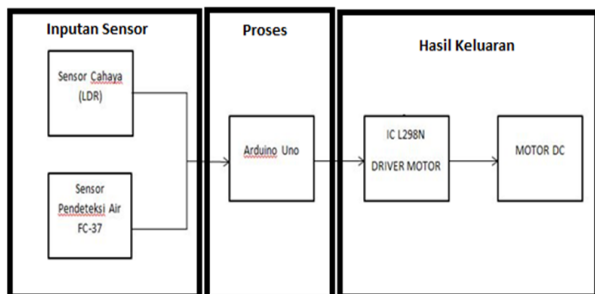 Inputan Sensor
Sensor Cahaya
(LDR)
Sensor
Pendeteksi Air
FC-37
Proses
Arduino Uno
Hasil Keluaran
IC L298N
DRIVER MOTOR
MOTOR DC